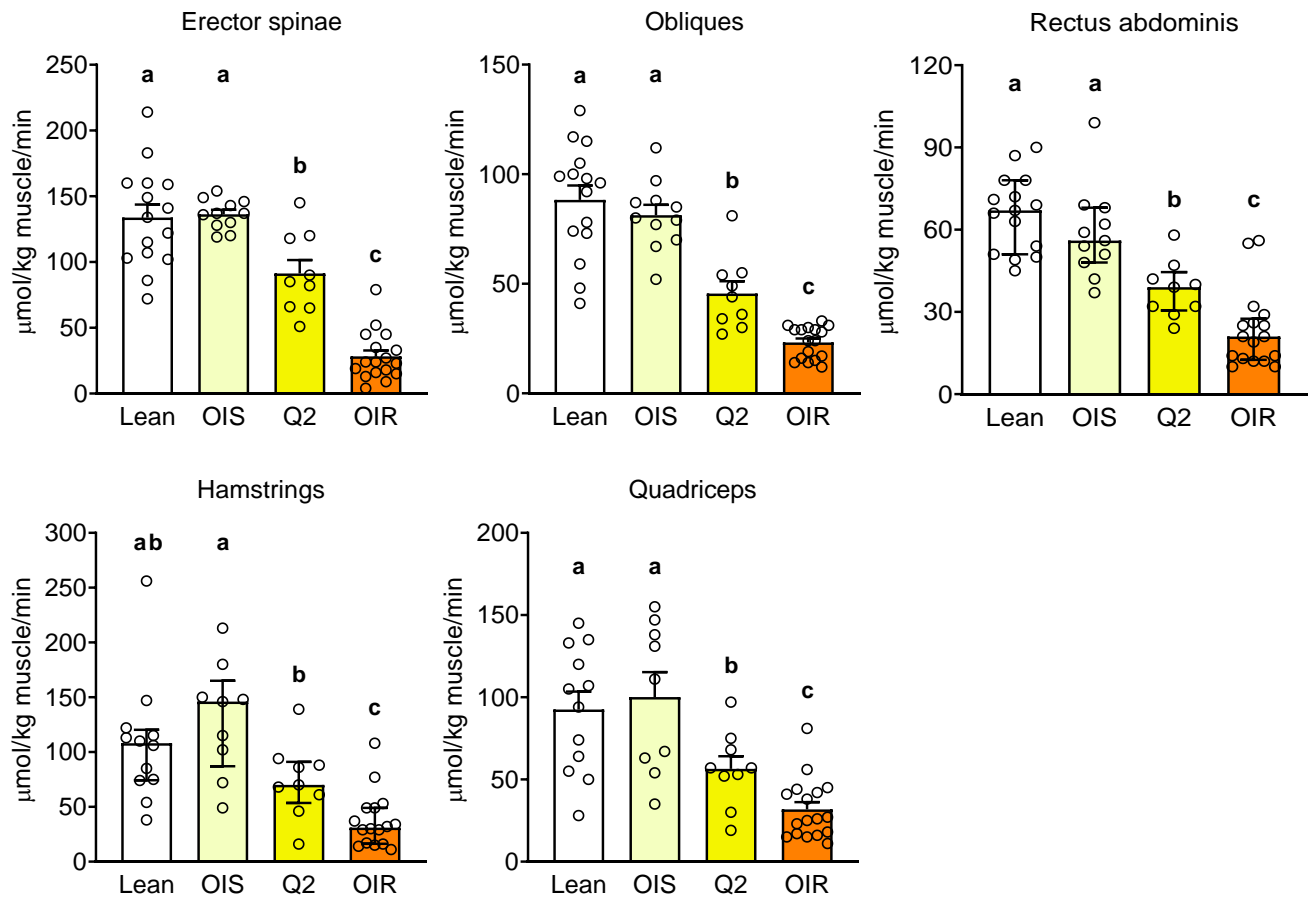 Erector spinae
μmol/kg muscle/min
250
200
150
100
50
0
a
a
b
c
Lean OIS Q2 OIR
Obliques
μmol/kg muscle/min
150
100
50
0
a
a
b
c
Lean OIS Q2 OIR
Rectus abdominis
μmol/kg muscle/min
120
90
60
30
0
a
a
b
c
Lean OIS Q2 OIR
Hamstrings
μmol/kg muscle/min
300
250
200
150
100
50
0
ab
a
b
c
Lean OIS Q2 OIR
Quadriceps
μmol/kg muscle/min
200
150
100
50
0
a
a
b
c
Lean OIS Q2 OIR